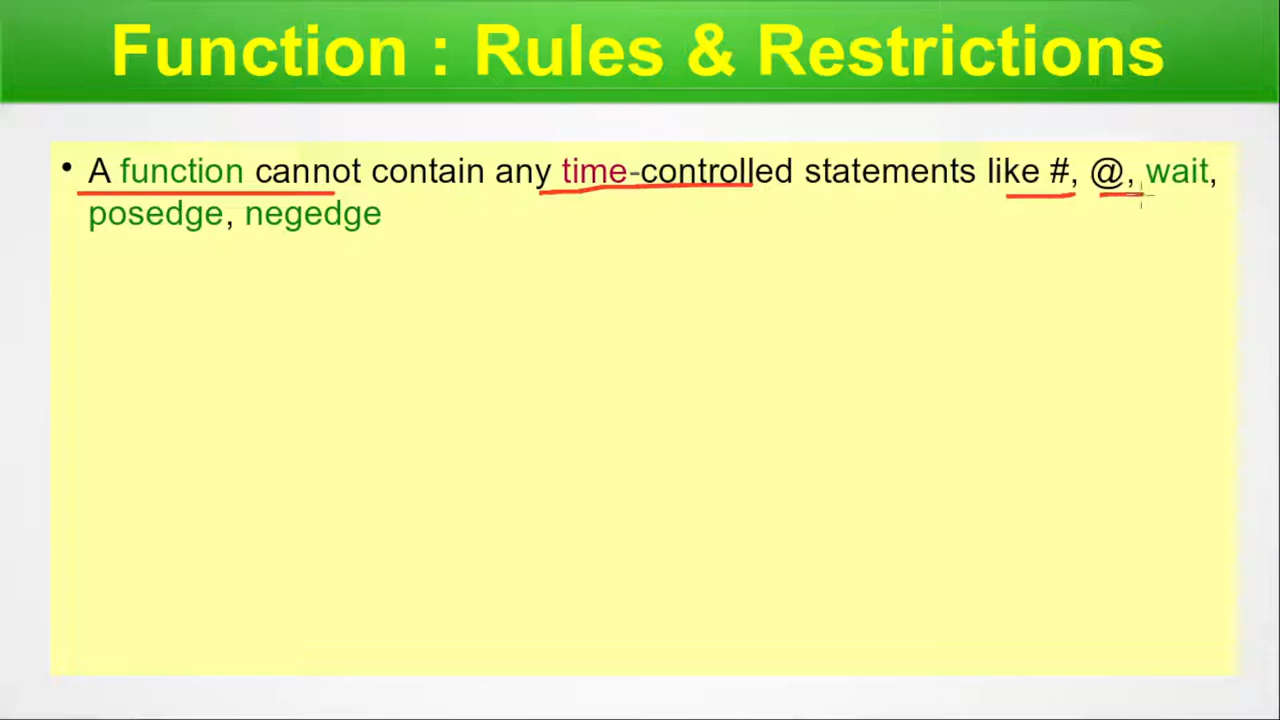 Function : Rules & Restrictions
• A function cannot contain any time-controlled statements like #, @, wait,
posedge, negedge